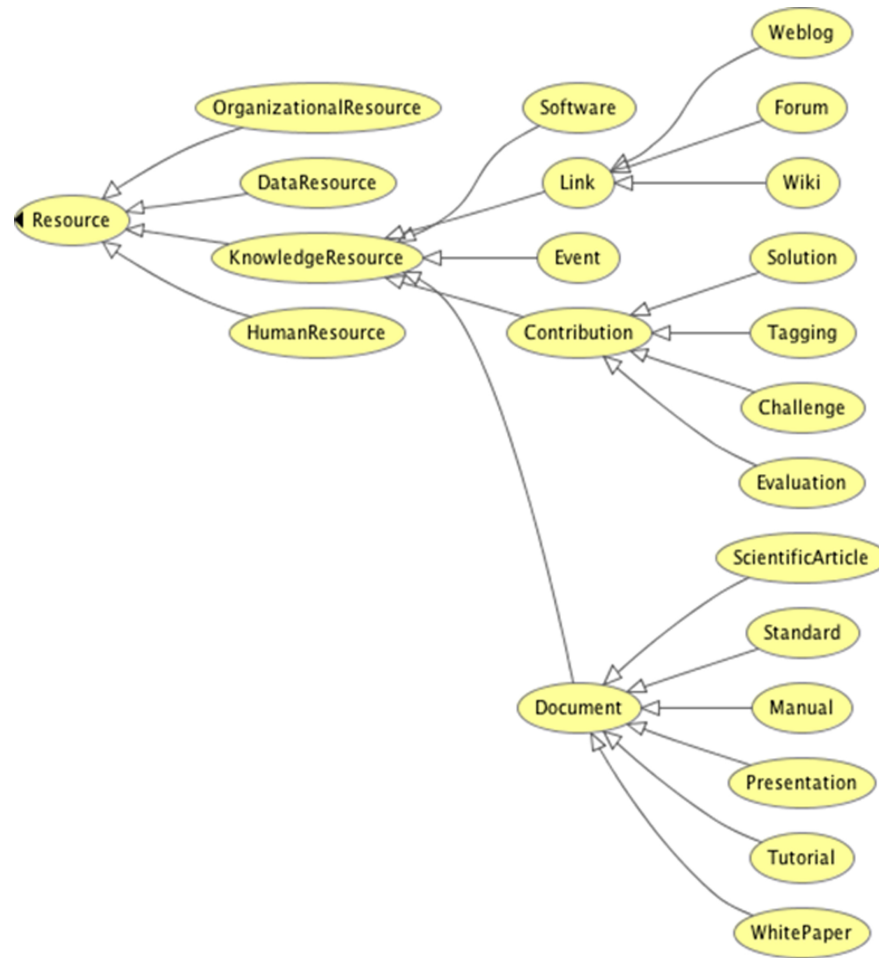 Weblog
OrganizationalResource
Software
Forum
DataResource
Link
Wiki
Resource
KnowledgeResource
Event
Solution
HumanResource
Contribution
Tagging
Challenge
Evaluation
ScientificArticle
Standard
Document
Manual
Presentation
Tutorial
WhitePaper